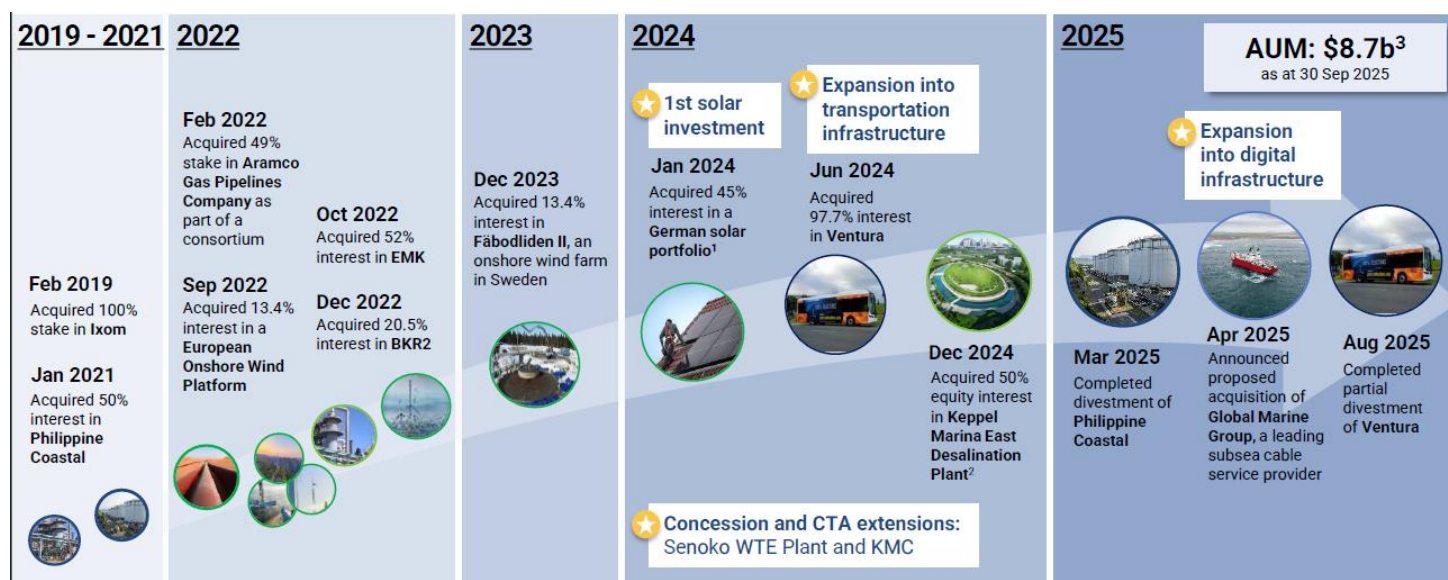 2019 - 2021
Feb 2019
Acquired 100%
stake in Ixom
Jan 2021
Acquired 50%
interest in
Philippine
Coastal
2022
Feb 2022
Acquired 49%
stake in Aramco
Gas Pipelines
Company as
part of a
consortium
Sep 2022
Acquired 13.4%
interest in a
European
Onshore Wind
Platform
Oct 2022
Acquired 52%
interest in EMK
Dec 2022
Acquired 20.5%
interest in BKR2
2023
Dec 2023
Acquired 13.4%
interest in
Fäbodliden II, an
onshore wind farm
in Sweden
2024
1st solar
investment
Jan 2024
Acquired 45%
interest in a
German solar
portfolio¹
Expansion into
transportation
infrastructure
Jun 2024
Acquired
97.7% interest
in Ventura
Dec 2024
Acquired 50%
equity interest
in Keppel
Marina East
Desalination
Plant²
Concession and CTA extensions:
Senoko WTE Plant and KMC
2025
AUM: $8.7b³
as at 30 Sep 2025
Expansion
into digital
infrastructure
Mar 2025
Completed
divestment of
Philippine
Coastal
Apr 2025
Announced
proposed
acquisition of
Global Marine
Group, a leading
subsea cable
service provider
Aug 2025
Completed
partial
divestment
of Ventura